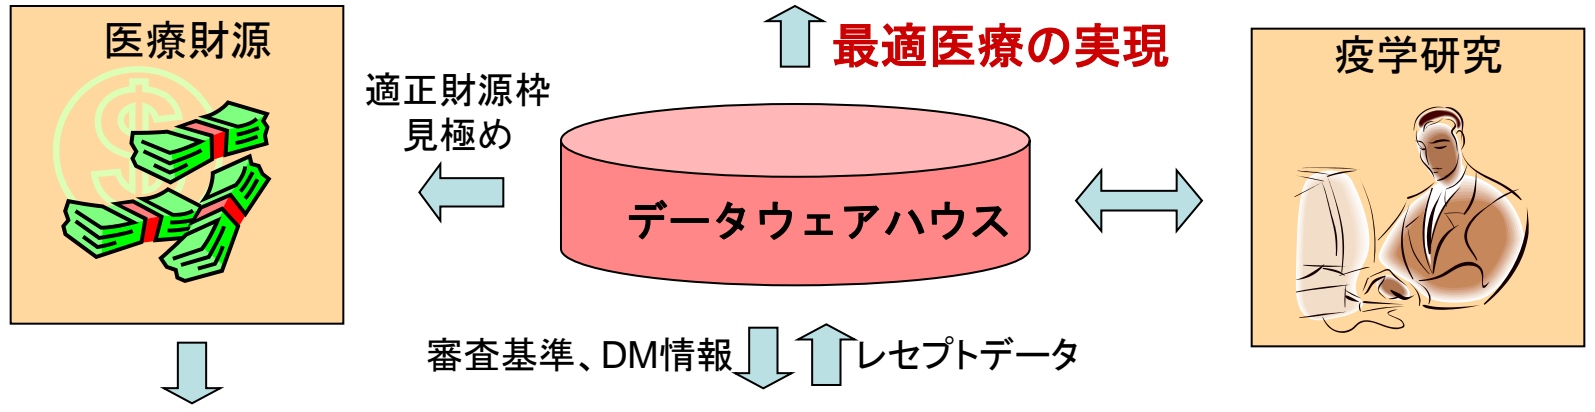 医療財源
最適医療の実現
疫学研究
適正財源枠
見極め
データウェアハウス
審査基準、DM情報
レセプトデータ